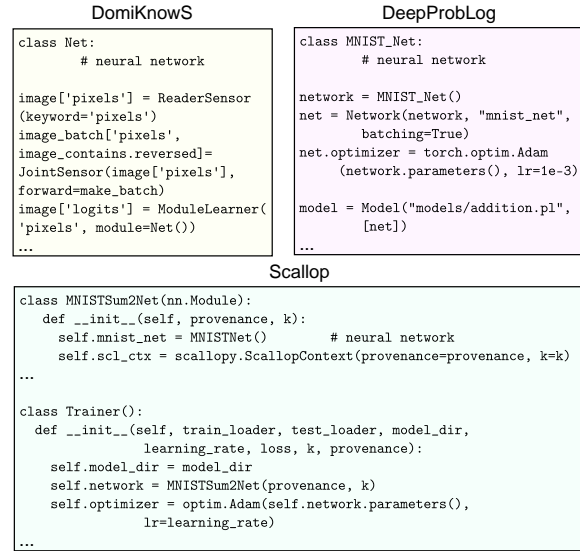 DomiKnowS
class Net:
        # neural network
image['pixels'] = ReaderSensor
(keyword='pixels')
image_batch['pixels',
image_contains.reversed]=
JointSensor(image['pixels'],
forward=make_batch)
image['logits'] = ModuleLearner(
'pixels', module=Net())
...
DeepProbLog
class MNIST_Net:
        # neural network
network = MNIST_Net()
net = Network(network, "mnist_net",
        batching=True)
net.optimizer = torch.optim.Adam
     (network.parameters(), lr=1e-3)
model = Model("models/addition.pl",
        [net])
...
Scallop
class MNISTSum2Net(nn.Module):
   def __init__(self, provenance, k):
     self.mnist_net = MNISTNet()       # neural network
     self.scl_ctx = scallopy.ScallopContext(provenance=provenance, k=k)
...
class Trainer():
  def __init__(self, train_loader, test_loader, model_dir,
               learning_rate, loss, k, provenance):
    self.model_dir = model_dir
    self.network = MNISTSum2Net(provenance, k)
    self.optimizer = optim.Adam(self.network.parameters(),
               lr=learning_rate)
...